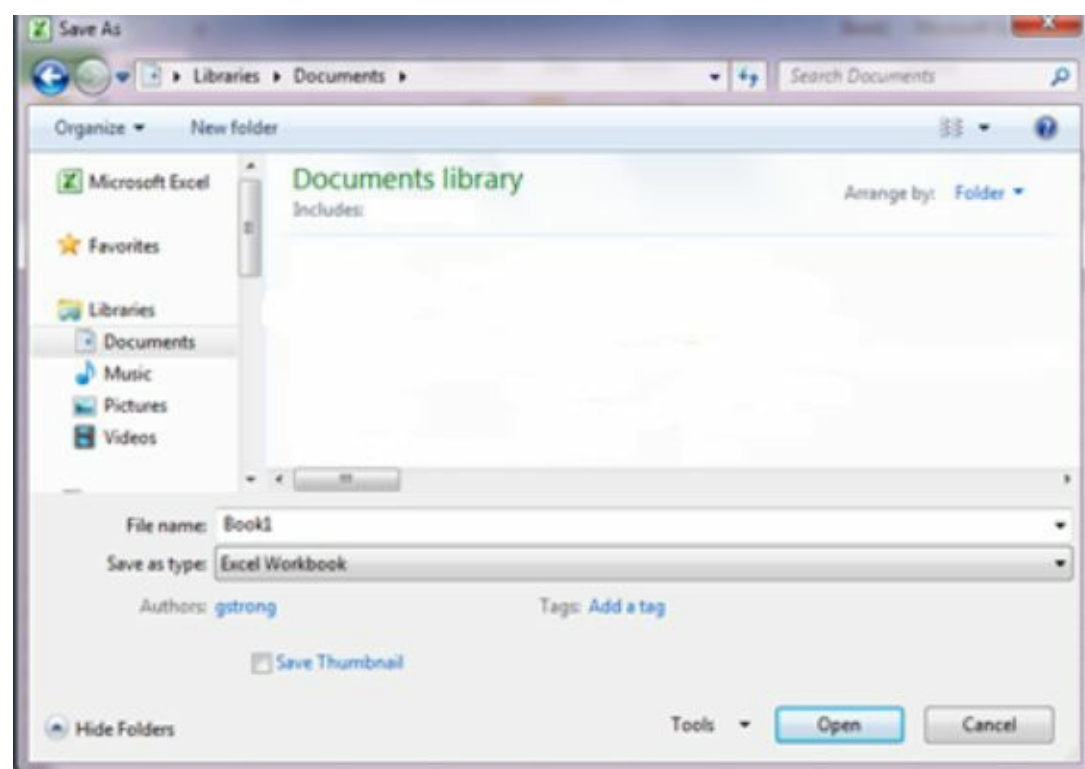 Save As
Libraries Documents Search Documents
Organize New folder
Microsoft Excel
Favorites
Libraries
Documents
Music
Pictures
Videos
Documents library
Includes:
Arrange by: Folder
File name: Book1
Save as type: Excel Workbook
Authors: gstrong Tags: Add a tag
Save Thumbnail
Hide Folders Tools Open Cancel